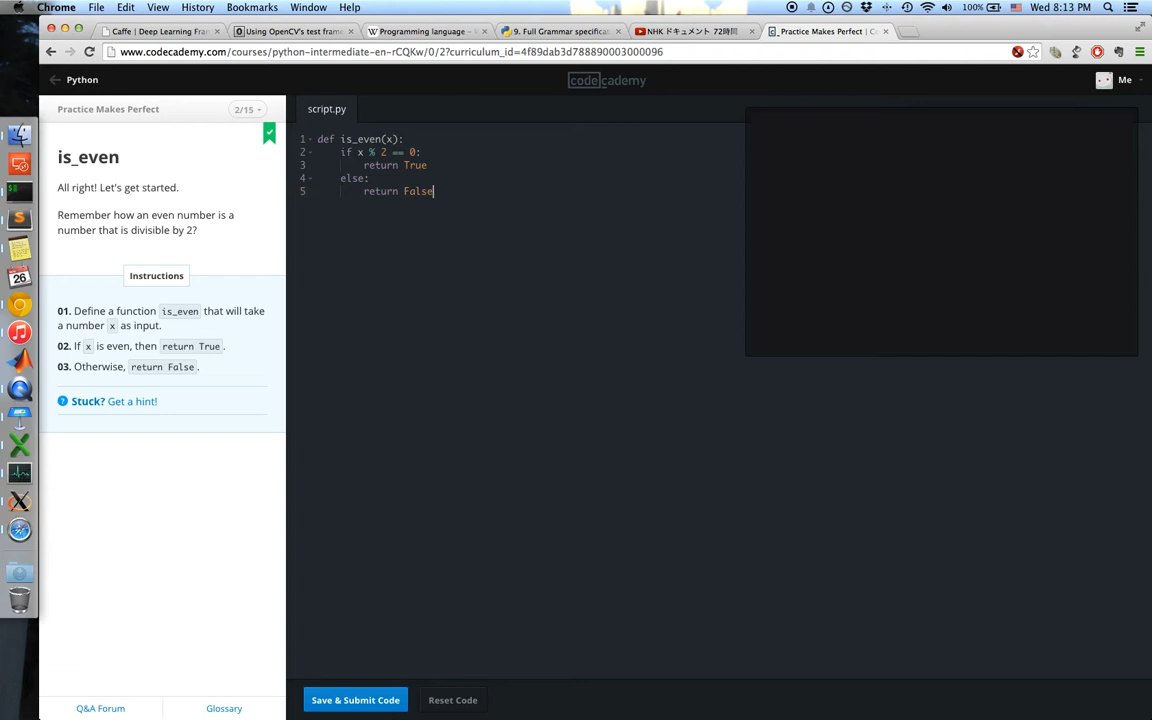 Chrome File Edit View History Bookmarks Window Help
100% Wed 8:13 PM
Caffe | Deep Learning Fra
Using OpenCV's test frame
Programming language -
9. Full Grammar specifica
NHK ドキュメント 72時間
Practice Makes Perfect | C
www.codecademy.com/courses/python-intermediate-en-rCQKw/0/2?curriculum_id=4f89ab3d788890003000096
Python
codecademy
Me
Practice Makes Perfect
2/15
script.py
is_even
All right! Let's get started.
Remember how an even number is a
number that is divisible by 2?
Instructions
01. Define a function is_even that will take
a number x as input.
02. If x is even, then return True .
03. Otherwise, return False .
? Stuck? Get a hint!
Q&A Forum
Glossary
1 def is_even(x):
2 if x % 2 == 0:
3 return True
4 else:
5 return False
Save & Submit Code
Reset Code
26